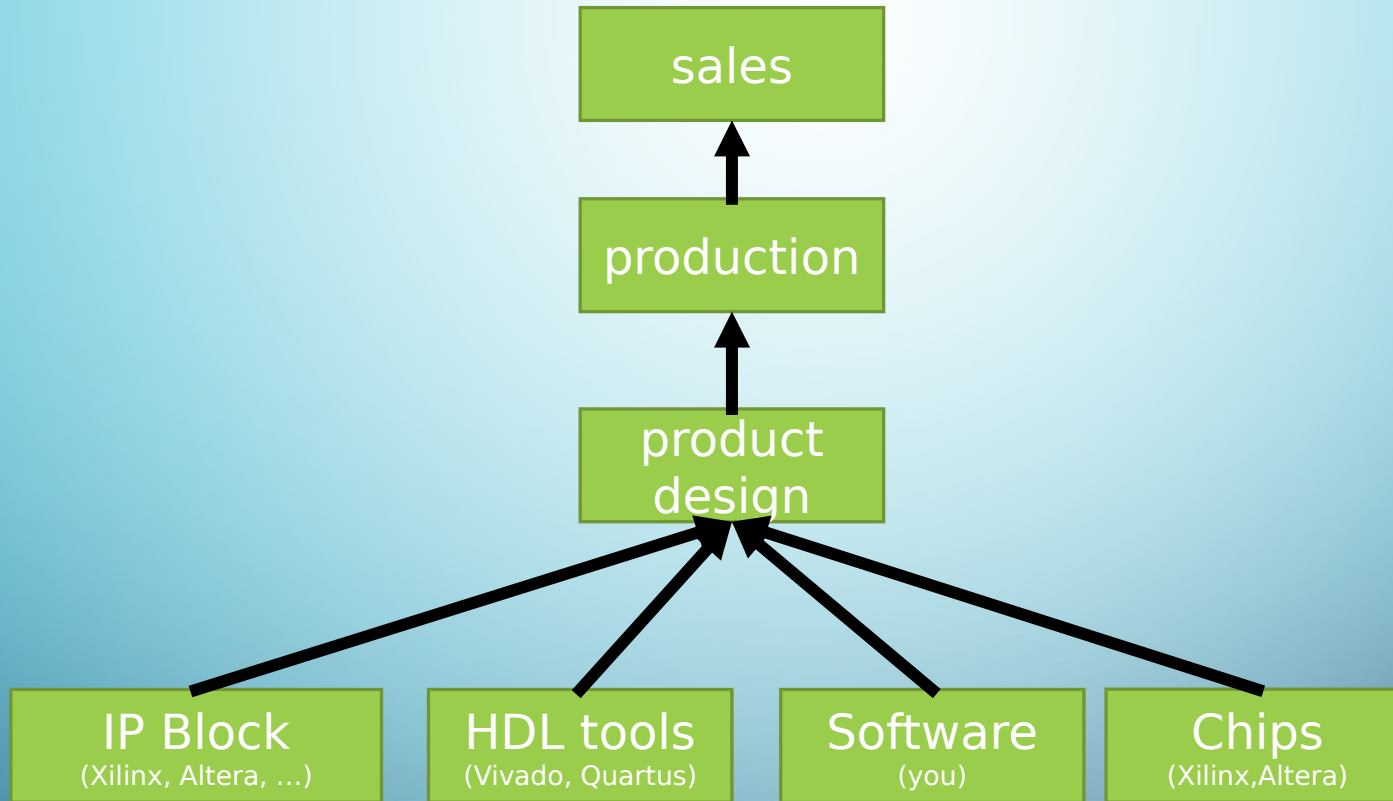 sales
production
product
design
IP Block
(Xilinx, Altera, ...)
HDL tools
(Vivado, Quartus)
Software
(you)
Chips
(Xilinx,Altera)